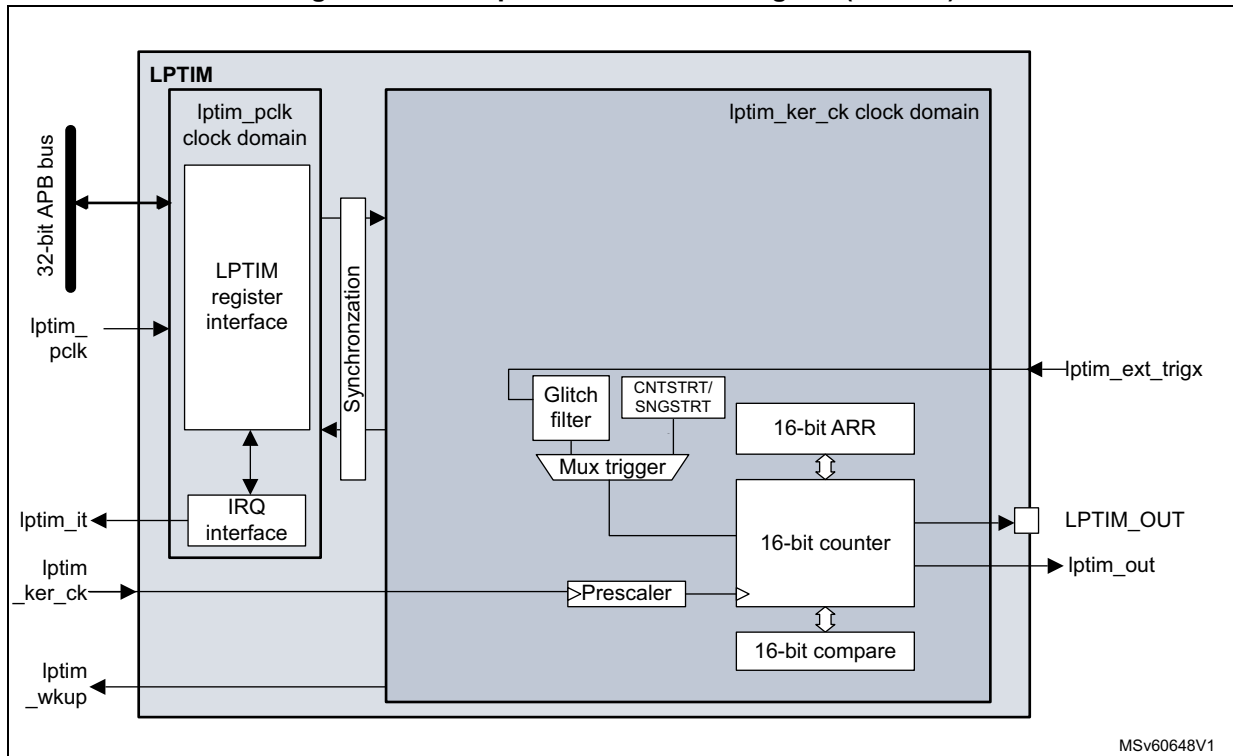 LPTIM
lptim_pclk
clock domain
lptim_ker_ck clock domain
32-bit APB bus
LPTIM
register
interface
Synchronzation
lptim_
pclk
lptim_ext_trigx
Glitch
filter
CNTSTRT/
SNGSTRT
16-bit ARR
Mux trigger
IRQ
interface
lptim_it
16-bit counter
LPTIM_OUT
lptim_out
lptim
_ker_ck
Prescaler
16-bit compare
lptim
_wkup
MSv60648V1